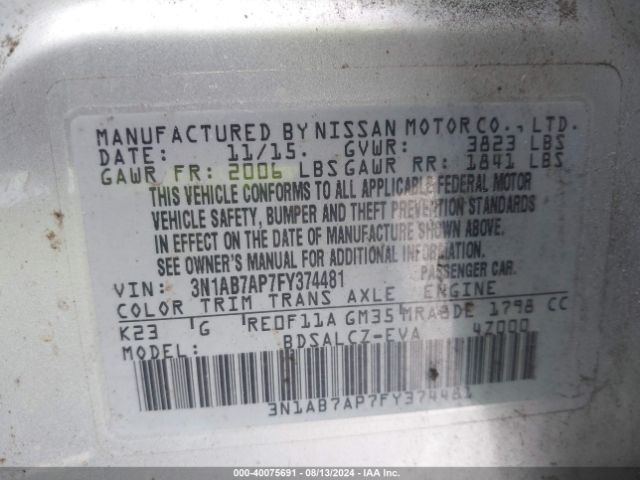 MANUFACTURED BY NISSAN MOTOR CO., LTD.
DATE: 11/15. GVWR: 3823 LBS
GAWR FR: 2006 LBS GAWR RR: 1841 LBS
THIS VEHICLE CONFORMS TO ALL APPLICABLE FEDERAL MOTOR
VEHICLE SAFETY, BUMPER AND THEFT PREVENTION STANDARDS
IN EFFECT ON THE DATE OF MANUFACTURE SHOWN ABOVE.
SEE OWNER'S MANUAL FOR ADDITIONAL INFORMATION.
VIN: 3N1AB7AP7FY374481 PASSENGER CAR.
COLOR TRIM TRANS AXLE ENGINE
K23 G RE0F11A GM35 MRA8DE 1798 CC
MODEL: BDSALCZ-EVA 4Z000
3N1AB7AP7FY374481
000-40075691 - 08/13/2024 - IAA Inc.